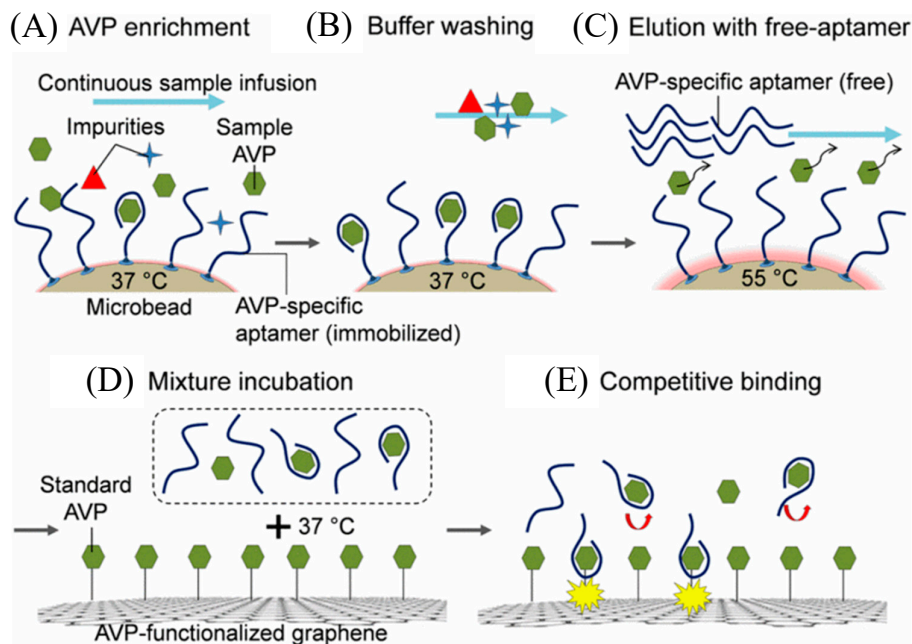 (A) AVP enrichment
Continuous sample infusion
Impurities
Sample
AVP
37 °C
Microbead
AVP-specific
aptamer (immobilized)
(B) Buffer washing
37 °C
(C) Elution with free-aptamer
AVP-specific aptamer (free)
55 °C
(D) Mixture incubation
Standard
AVP
+ 37 °C
AVP-functionalized graphene
(E) Competitive binding